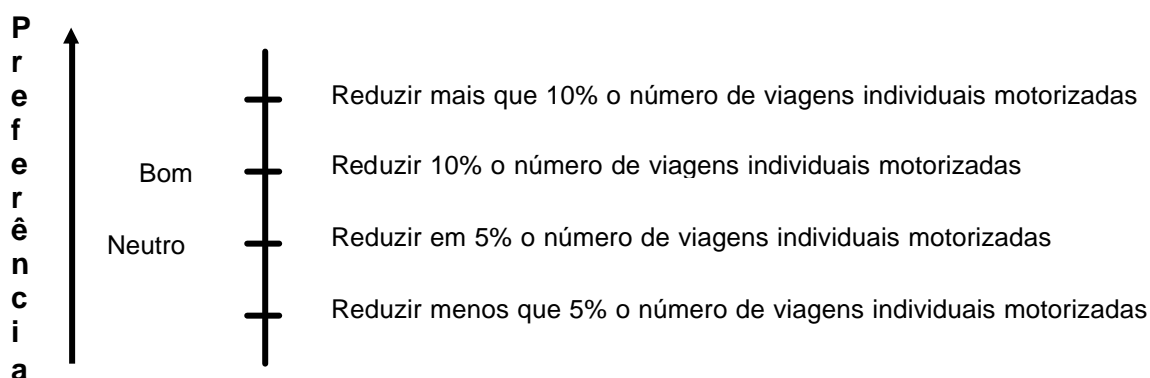 Preferência
Reduzir mais que 10% o número de viagens individuais motorizadas
Bom
Reduzir 10% o número de viagens individuais motorizadas
Neutro
Reduzir em 5% o número de viagens individuais motorizadas
Reduzir menos que 5% o número de viagens individuais motorizadas